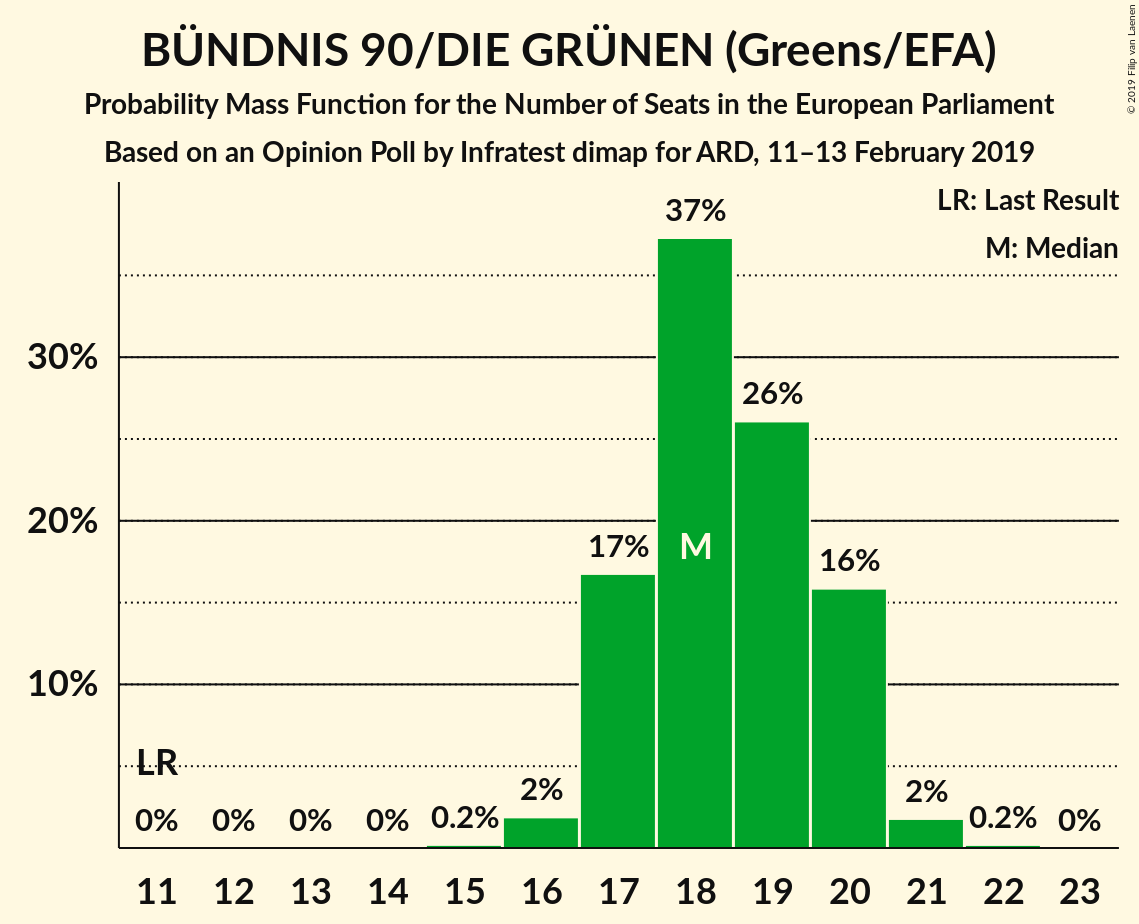 BÜNDNIS 90/DIE GRÜNEN (Greens/EFA)
Probability Mass Function for the Number of Seats in the European Parliament
Based on an Opinion Poll by Infratest dimap for ARD, 11–13 February 2019
© 2019 Filip van Laenen
LR: Last Result
M: Median
37%
30%
26%
20%
17%
M
16%
10%
LR
0%
0%
0%
0%
0.2%
2%
2%
0.2%
0%
11 12 13 14 15 16 17 18 19 20 21 22 23